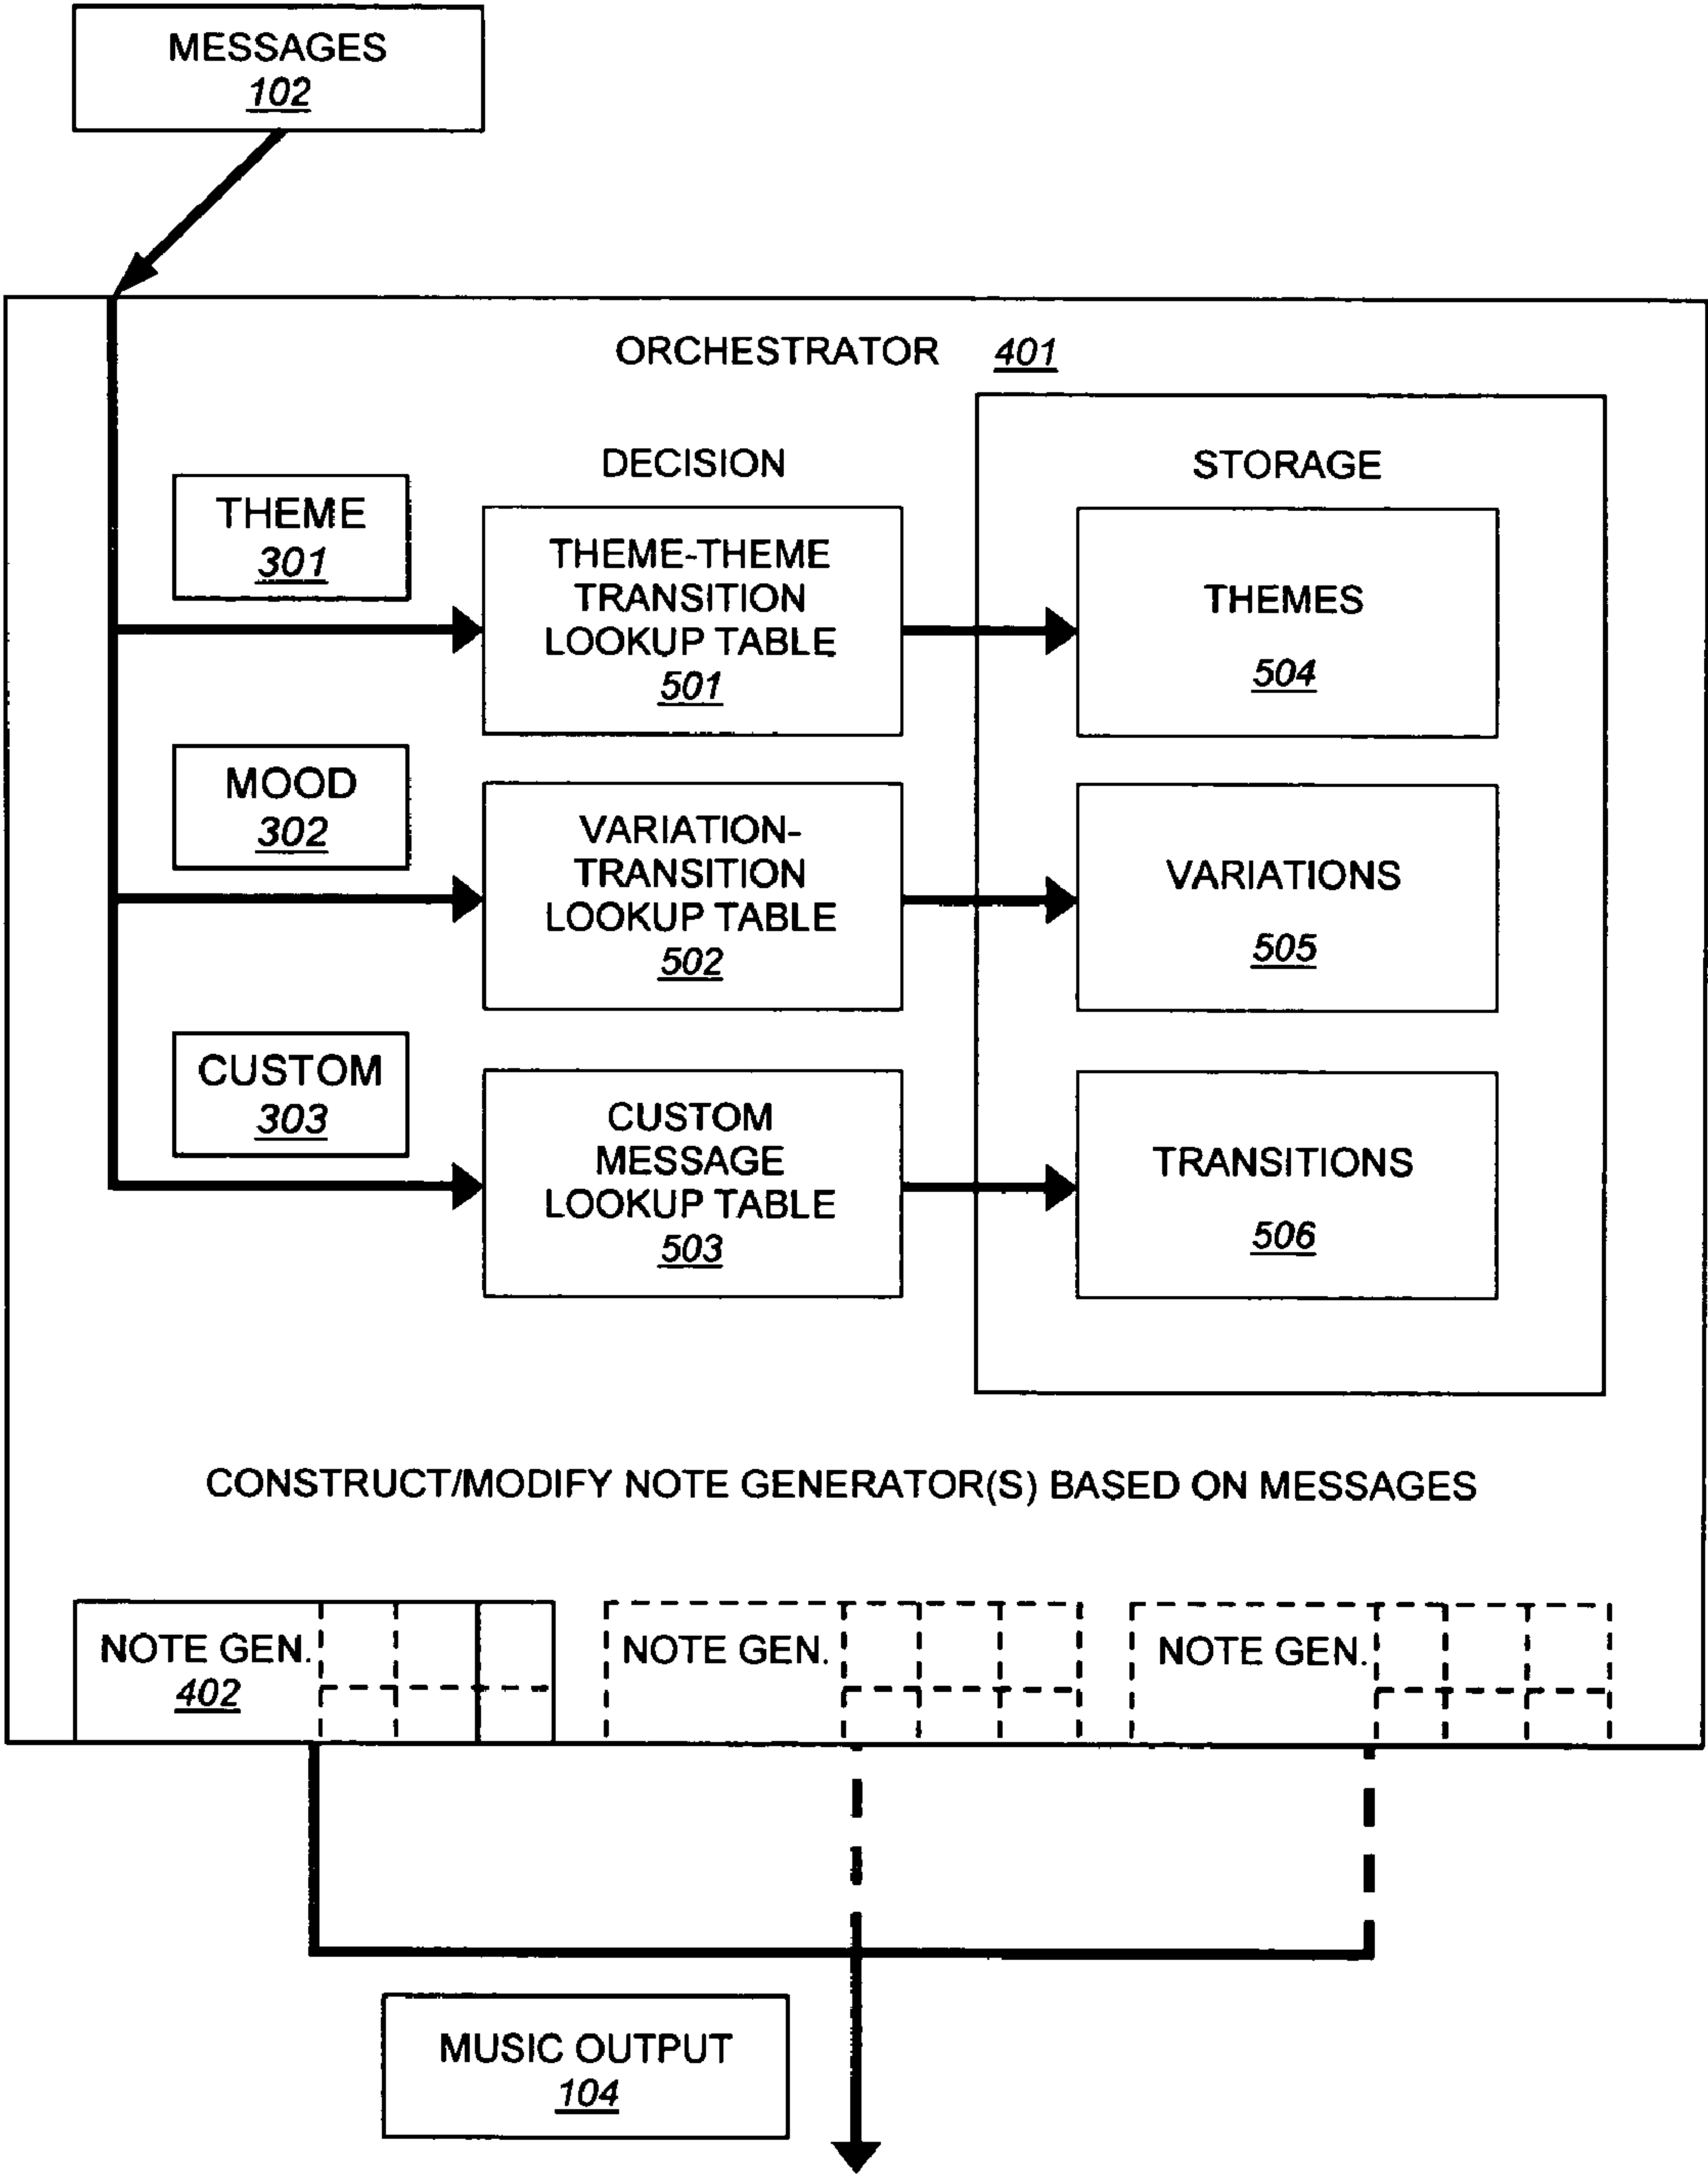 MESSAGES
102
ORCHESTRATOR 401
DECISION
STORAGE
THEME
301
THEME-THEME
TRANSITION
LOOKUP TABLE
501
THEMES
504
MOOD
302
VARIATION-
TRANSITION
LOOKUP TABLE
502
VARIATIONS
505
CUSTOM
303
CUSTOM
MESSAGE
LOOKUP TABLE
503
TRANSITIONS
506
CONSTRUCT/MODIFY NOTE GENERATOR(S) BASED ON MESSAGES
NOTE GEN.
402
NOTE GEN.
NOTE GEN.
MUSIC OUTPUT
104